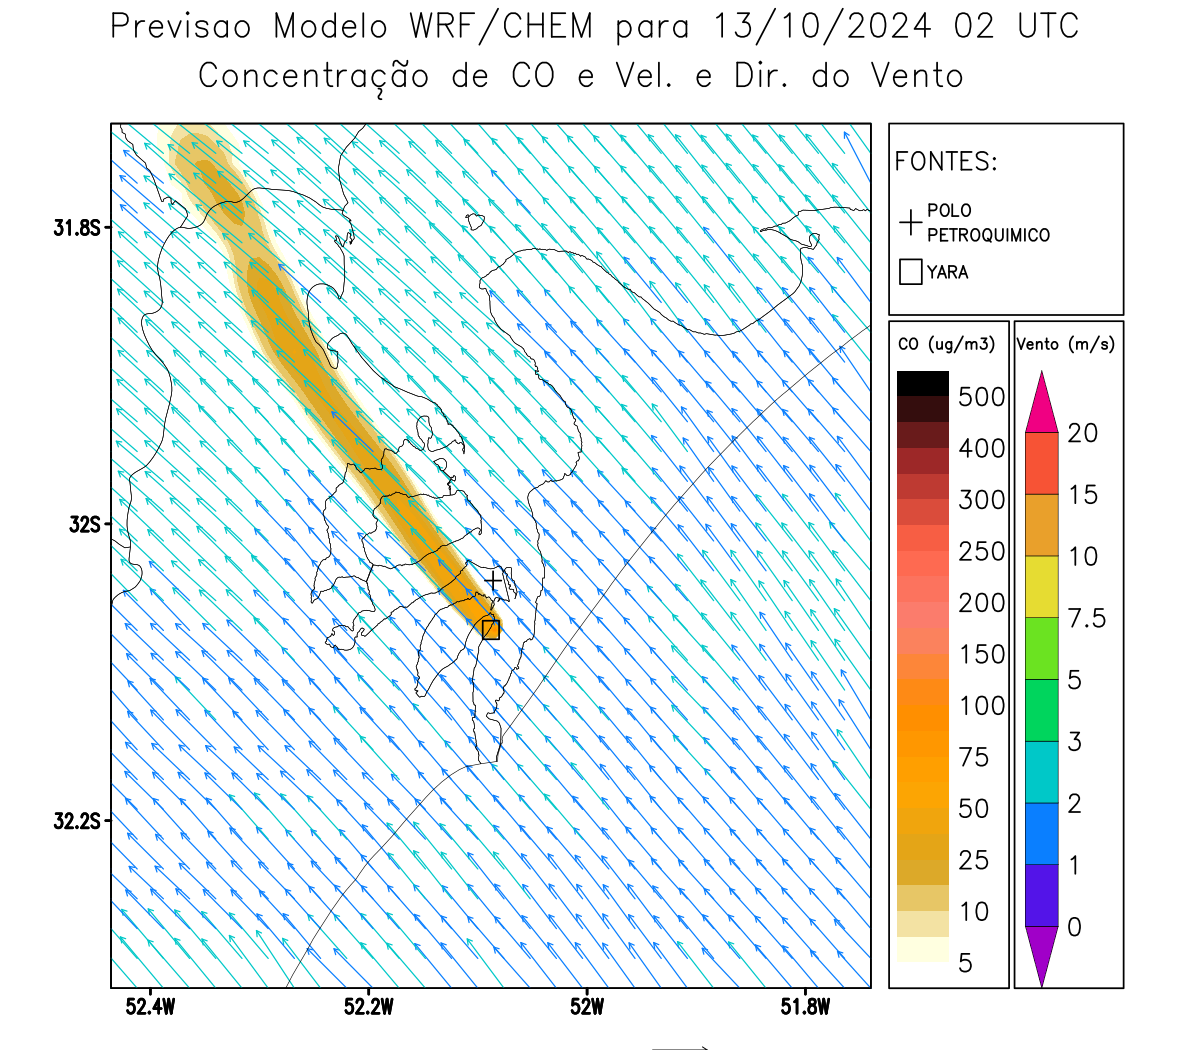 Previsao Modelo WRF/CHEM para 13/10/2024 02 UTC
Concentração de CO e Vel. e Dir. do Vento
FONTES:
POLO
PETROQUIMICO
YARA
CO (ug/m3)
500
400
300
250
200
150
100
75
50
25
10
5
Vento (m/s)
20
15
10
7.5
5
3
2
1
0
31.8S
32S
32.2S
52.4W
52.2W
52W
51.8W